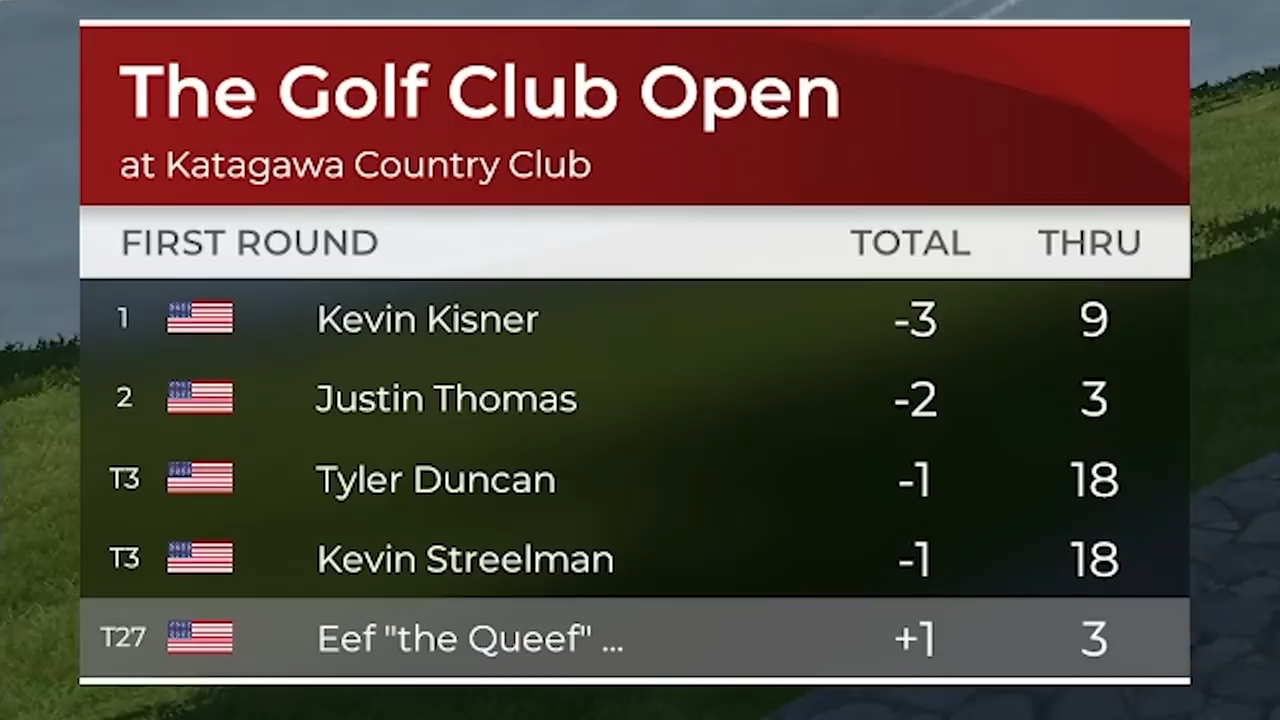 The Golf Club Open
at Katagawa Country Club
FIRST ROUND TOTAL THRU
1 Kevin Kisner -3 9
2 Justin Thomas -2 3
T3 Tyler Duncan -1 18
T3 Kevin Streelman -1 18
T27 Eef "the Queef" ... +1 3